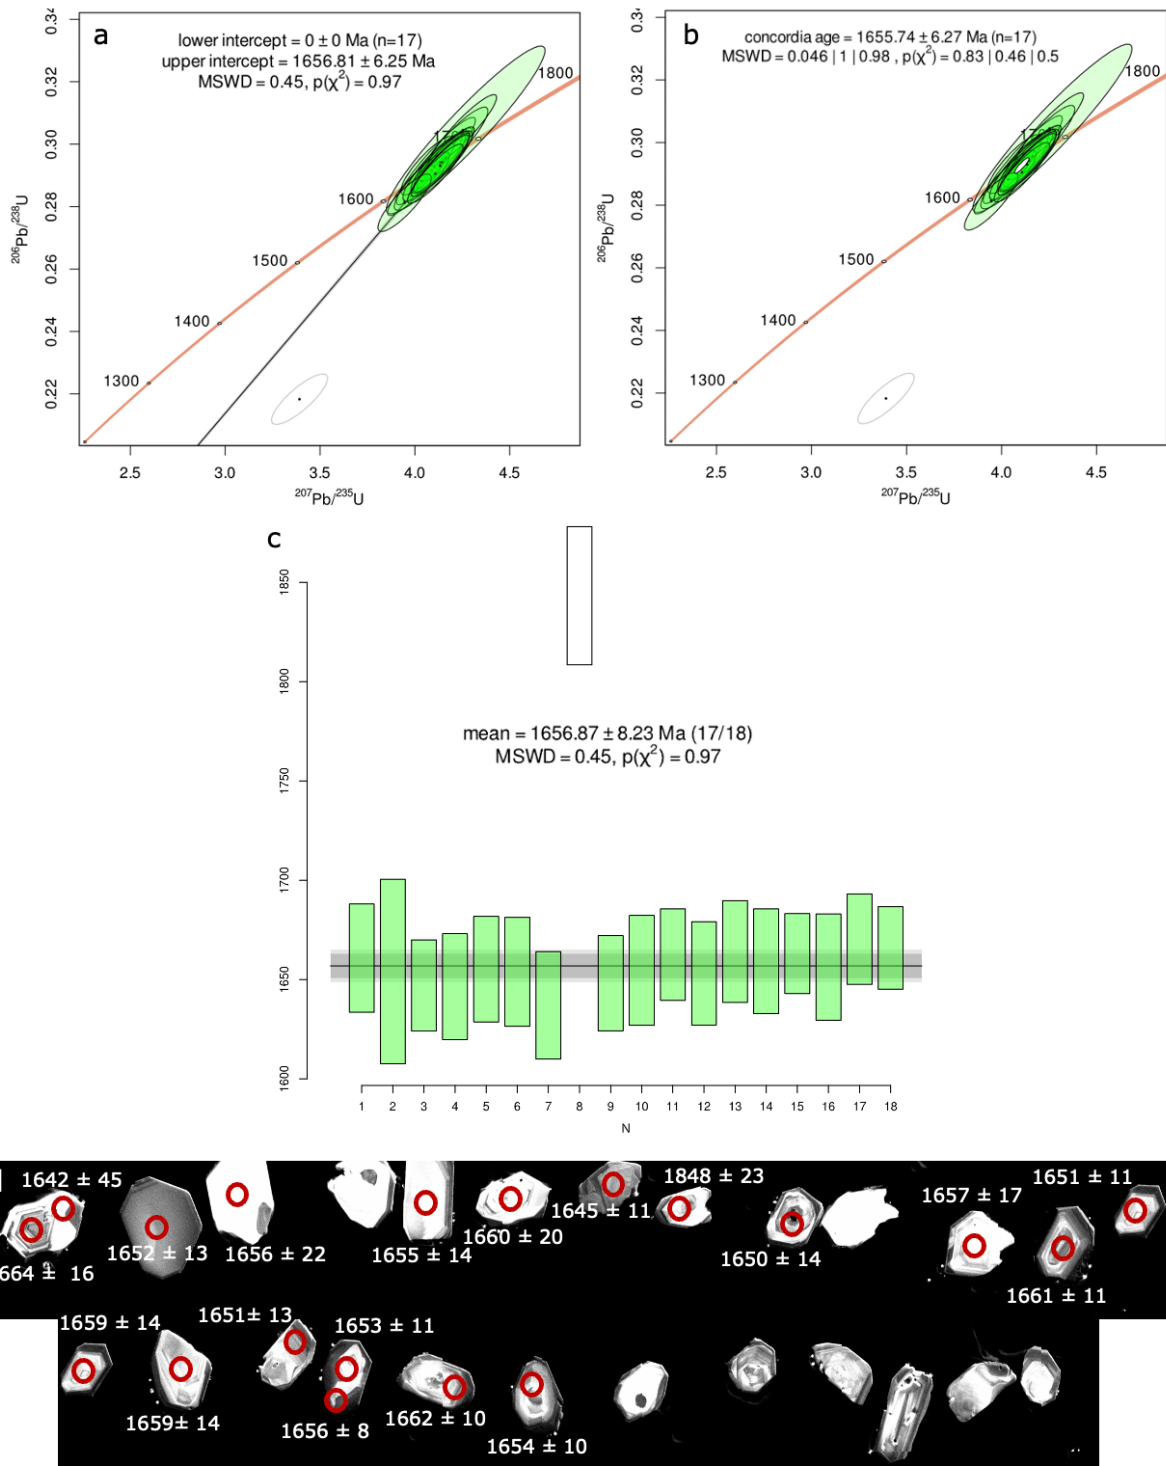 a
lower intercept = 0 ± 0 Ma (n=17)
upper intercept = 1656.81 ± 6.25 Ma
MSWD = 0.45, p(χ²) = 0.97
1800
1600
1500
1400
1300
0.32
0.30
0.28
0.26
0.24
0.22
²⁰⁶Pb/²³⁸U
2.5 3.0 3.5 4.0 4.5
²⁰⁷Pb/²³⁵U
b
concordia age = 1655.74 ± 6.27 Ma (n=17)
MSWD = 0.046 | 1 | 0.98 , p(χ²) = 0.83 | 0.46 | 0.5
1800
1600
1500
1400
1300
0.32
0.30
0.28
0.26
0.24
0.22
²⁰⁶Pb/²³⁸U
2.5 3.0 3.5 4.0 4.5
²⁰⁷Pb/²³⁵U
c
1850
1800
1750
1700
1650
1600
mean = 1656.87 ± 8.23 Ma (17/18)
MSWD = 0.45, p(χ²) = 0.97
1 2 3 4 5 6 7 8 9 10 11 12 13 14 15 16 17 18
N
1642 ± 45
664 ± 16
1652 ± 13
1656 ± 22
1655 ± 14
1660 ± 20
1645 ± 11
1848 ± 23
1650 ± 14
1657 ± 17
1651 ± 11
1661 ± 11
1659 ± 14
1659± 14
1651± 13
1653 ± 11
1656 ± 8
1662 ± 10
1654 ± 10